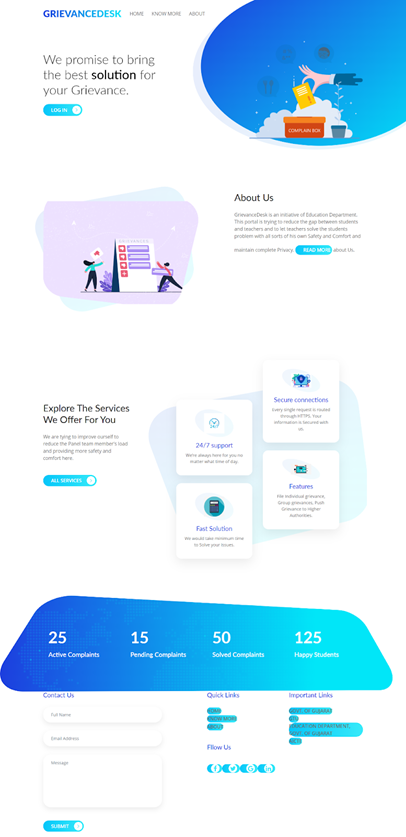 GRIEVANCEDESK HOME KNOW MORE ABOUT
We promise to bring
the best solution for
your Grievance.
LOG IN
COMPLAIN BOX
About Us
GrievanceDesk is an initiative of Education Department.
This portal is trying to reduce the gap between students
and teachers and to let teachers solve the students
problem with all sorts of his own Safety and Comfort and
maintain complete Privacy. READ MORE about Us.
Explore The Services
We Offer For You
We are tying to improve ourself to
reduce the Panel team member's load
and providing more safety and
comfort here.
ALL SERVICES
24/7 support
We're always here for you no
matter what time of day.
Fast Solution
We would take minimum time
to Solve your Issues.
Secure connections
Every single request is routed
through HTTPS. Your
Information is Secured with
us.
Features
File Individual grievance,
Group grievances, Push
Grievance to Higher
Authorities.
25 15 50 125
Active Complaints Pending Complaints Solved Complaints Happy Students
Contact Us
Full Name
Email Address
Message
SUBMIT
Quick Links
HOME
KNOW MORE
ABOUT
Fllow Us
Important Links
GOVT. OF GUJARAT
EDUCATION DEPARTMENT,
GOVT. OF GUJARAT